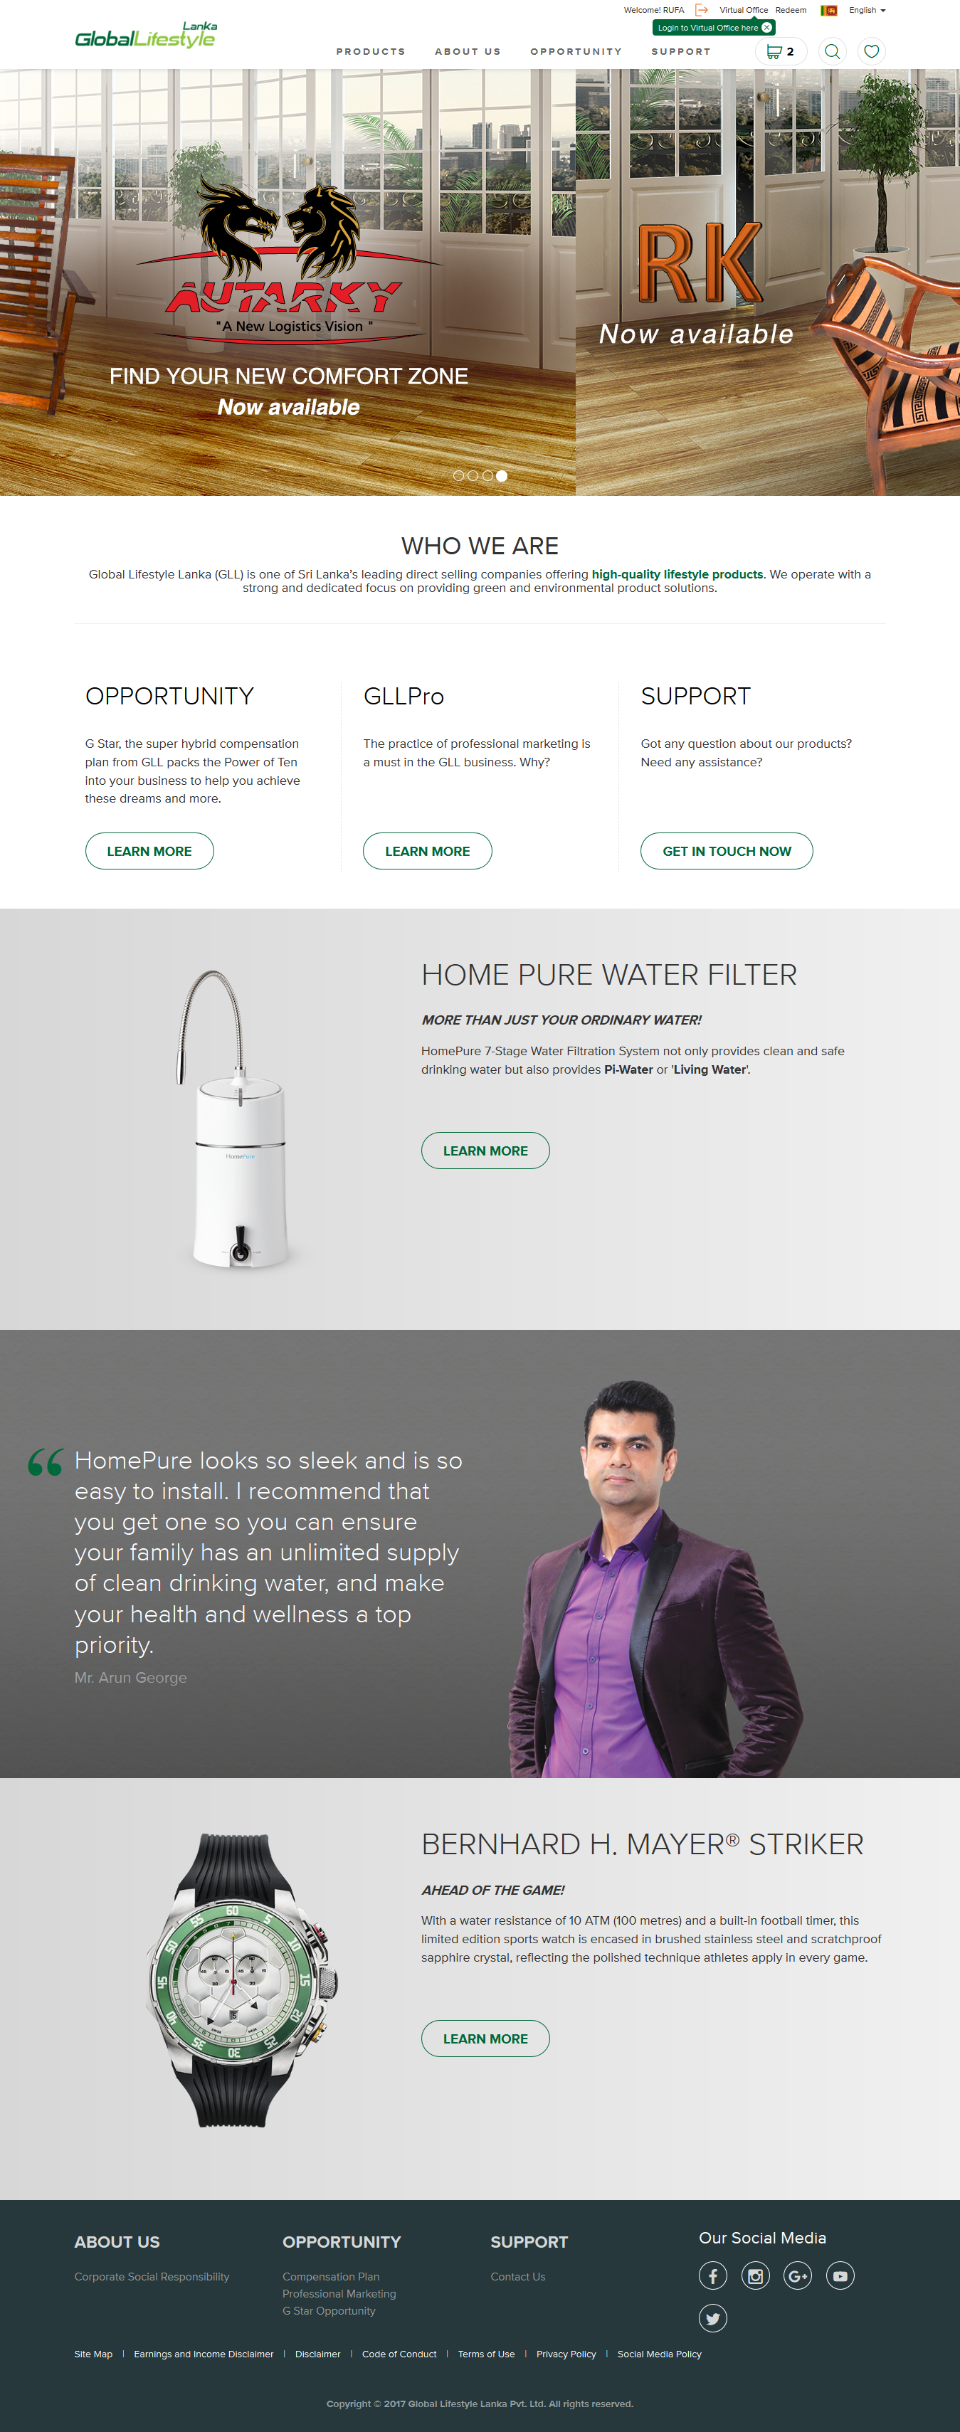 Welcome! RUFA Virtual Office Redeem English
Login to Virtual Office here
Lanka
GlobalLifestyle
PRODUCTS ABOUT US OPPORTUNITY SUPPORT
2
AUTARKY
"A New Logistics Vision "
FIND YOUR NEW COMFORT ZONE
Now available
RK
Now available
WHO WE ARE
Global Lifestyle Lanka (GLL) is one of Sri Lanka's leading direct selling companies offering high-quality lifestyle products. We operate with a
strong and dedicated focus on providing green and environmental product solutions.
OPPORTUNITY
G Star, the super hybrid compensation
plan from GLL packs the Power of Ten
into your business to help you achieve
these dreams and more.
LEARN MORE
GLLPro
The practice of professional marketing is
a must in the GLL business. Why?
LEARN MORE
SUPPORT
Got any question about our products?
Need any assistance?
GET IN TOUCH NOW
HomePure
HOME PURE WATER FILTER
MORE THAN JUST YOUR ORDINARY WATER!
HomePure 7-Stage Water Filtration System not only provides clean and safe
drinking water but also provides Pi-Water or 'Living Water'.
LEARN MORE
“ HomePure looks so sleek and is so
easy to install. I recommend that
you get one so you can ensure
your family has an unlimited supply
of clean drinking water, and make
your health and wellness a top
priority.
Mr. Arun George
60 5 10 15 20 25 30 35 40 45 50 55
BERNHARD H. MAYER® STRIKER
AHEAD OF THE GAME!
With a water resistance of 10 ATM (100 metres) and a built-in football timer, this
limited edition sports watch is encased in brushed stainless steel and scratchproof
sapphire crystal, reflecting the polished technique athletes apply in every game.
LEARN MORE
ABOUT US
Corporate Social Responsibility
OPPORTUNITY
Compensation Plan
Professional Marketing
G Star Opportunity
SUPPORT
Contact Us
Our Social Media
Site Map | Earnings and Income Disclaimer | Disclaimer | Code of Conduct | Terms of Use | Privacy Policy | Social Media Policy
Copyright © 2017 Global Lifestyle Lanka Pvt. Ltd. All rights reserved.